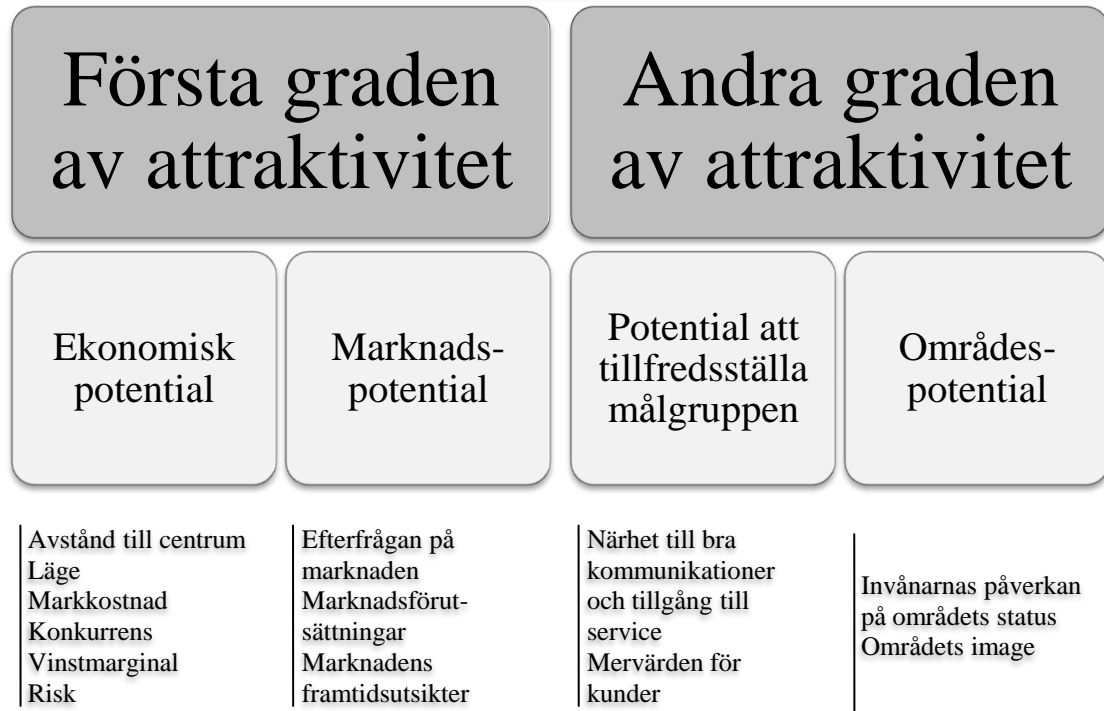 Första graden
av attraktivitet
Andra graden
av attraktivitet
Ekonomisk
potential
Marknads-
potential
Potential att
tillfredsställa
målgruppen
Områdes-
potential
Avstånd till centrum
Läge
Markkostnad
Konkurrens
Vinstmarginal
Risk
Efterfrågan på
marknaden
Marknadsförut-
sättningar
Marknadens
framtidsutsikter
Närhet till bra
kommunikationer
och tillgång till
service
Mervärden för
kunder
Invånarnas påverkan
på områdets status
Områdets image